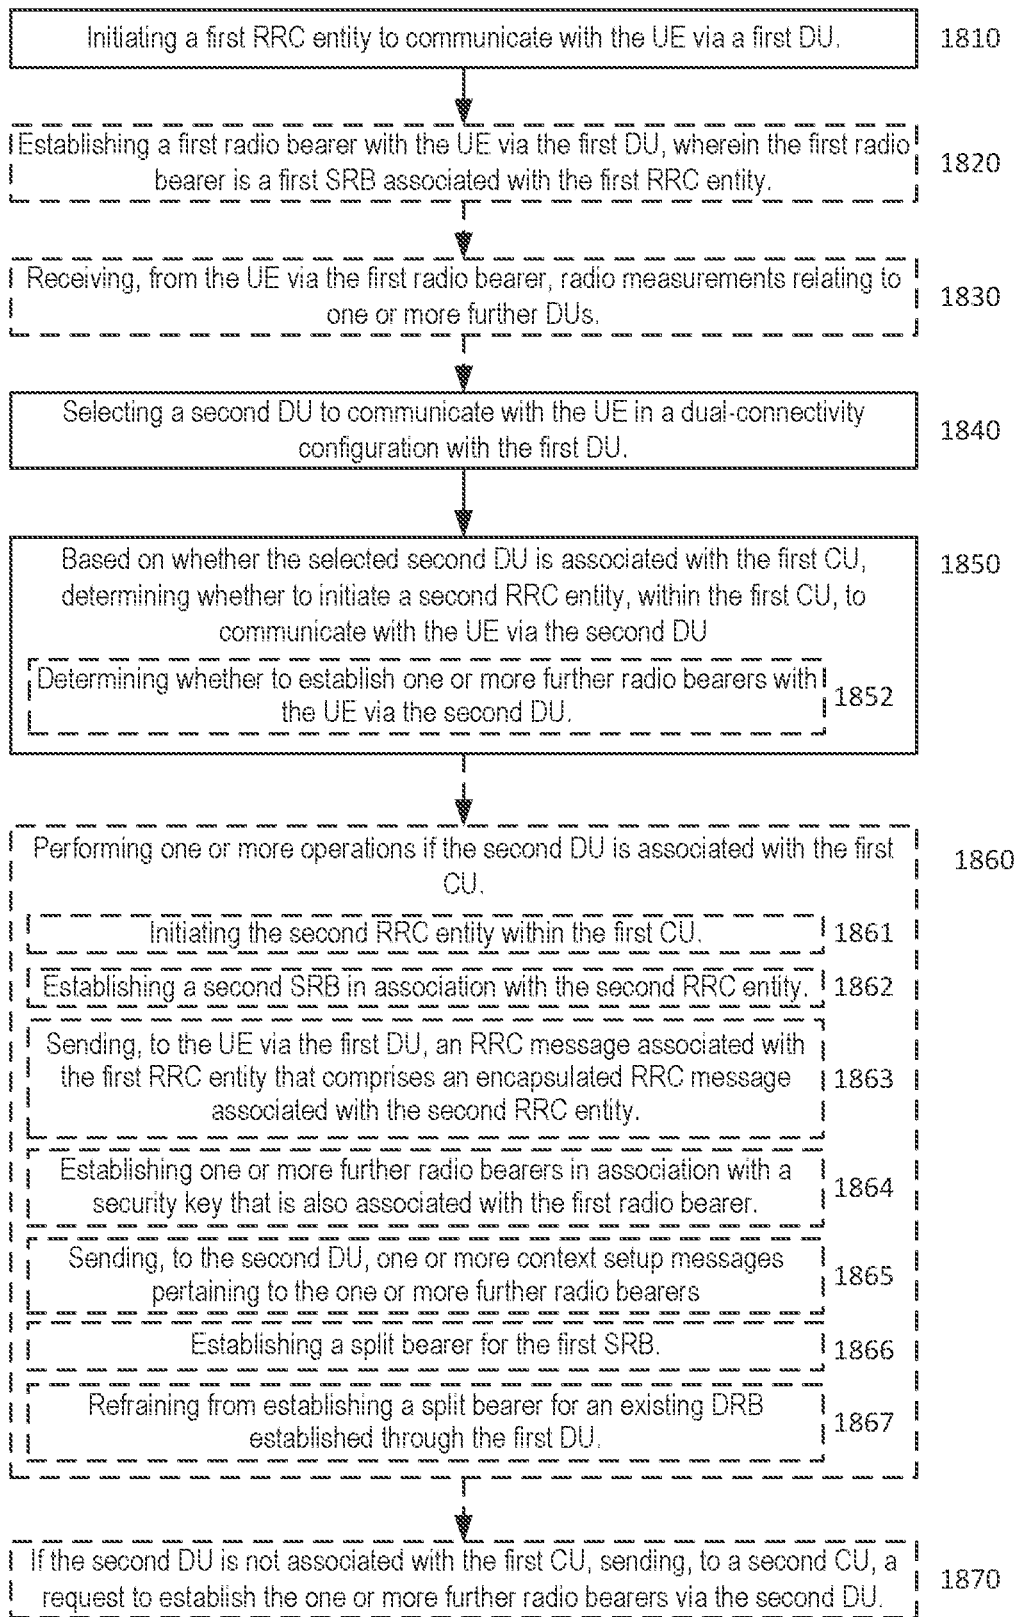 Initiating a first RRC entity to communicate with the UE via a first DU.
1810
Establishing a first radio bearer with the UE via the first DU, wherein the first radio
bearer is a first SRB associated with the first RRC entity.
1820
Receiving, from the UE via the first radio bearer, radio measurements relating to
one or more further DUs.
1830
Selecting a second DU to communicate with the UE in a dual-connectivity
configuration with the first DU.
1840
Based on whether the selected second DU is associated with the first CU,
determining whether to initiate a second RRC entity, within the first CU, to
communicate with the UE via the second DU
1850
Determining whether to establish one or more further radio bearers with
the UE via the second DU.
1852
Performing one or more operations if the second DU is associated with the first
CU.
1860
Initiating the second RRC entity within the first CU.
1861
Establishing a second SRB in association with the second RRC entity.
1862
Sending, to the UE via the first DU, an RRC message associated with
the first RRC entity that comprises an encapsulated RRC message
associated with the second RRC entity.
1863
Establishing one or more further radio bearers in association with a
security key that is also associated with the first radio bearer.
1864
Sending, to the second DU, one or more context setup messages
pertaining to the one or more further radio bearers
1865
Establishing a split bearer for the first SRB.
1866
Refraining from establishing a split bearer for an existing DRB
established through the first DU.
1867
If the second DU is not associated with the first CU, sending, to a second CU, a
request to establish the one or more further radio bearers via the second DU.
1870